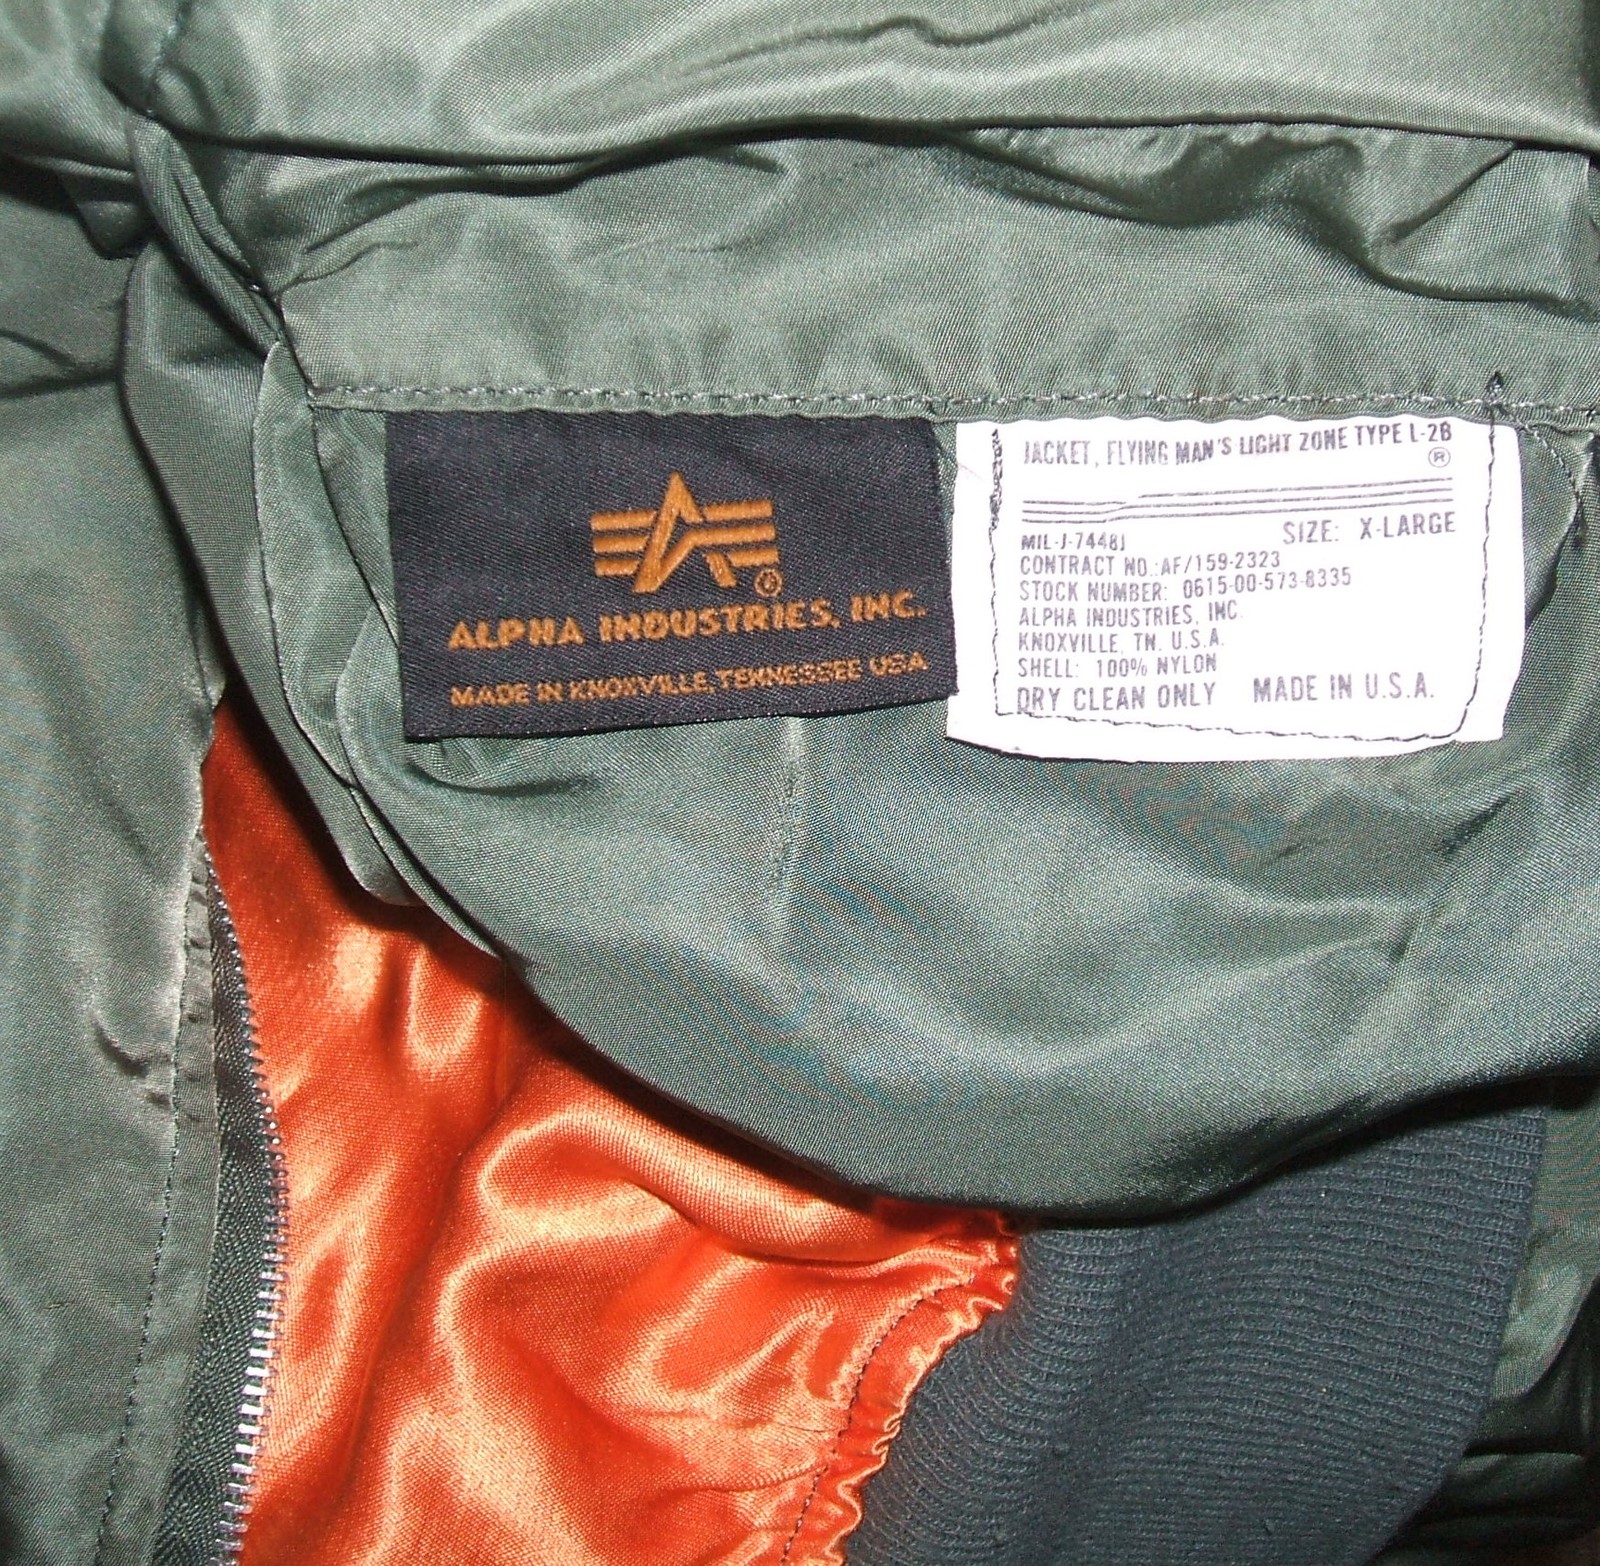 ALPHA INDUSTRIES, INC.
MADE IN KNOXVILLE, TENNESSEE USA
JACKET, FLYING MAN'S LIGHT ZONE TYPE L-2B
®
SIZE: X-LARGE
MIL-J-7448J
CONTRACT NO.:AF/159-2323
STOCK NUMBER: 0615-00-573-8335
ALPHA INDUSTRIES, INC.
KNOXVILLE, TN. U.S.A.
SHELL: 100% NYLON
DRY CLEAN ONLY MADE IN U.S.A.